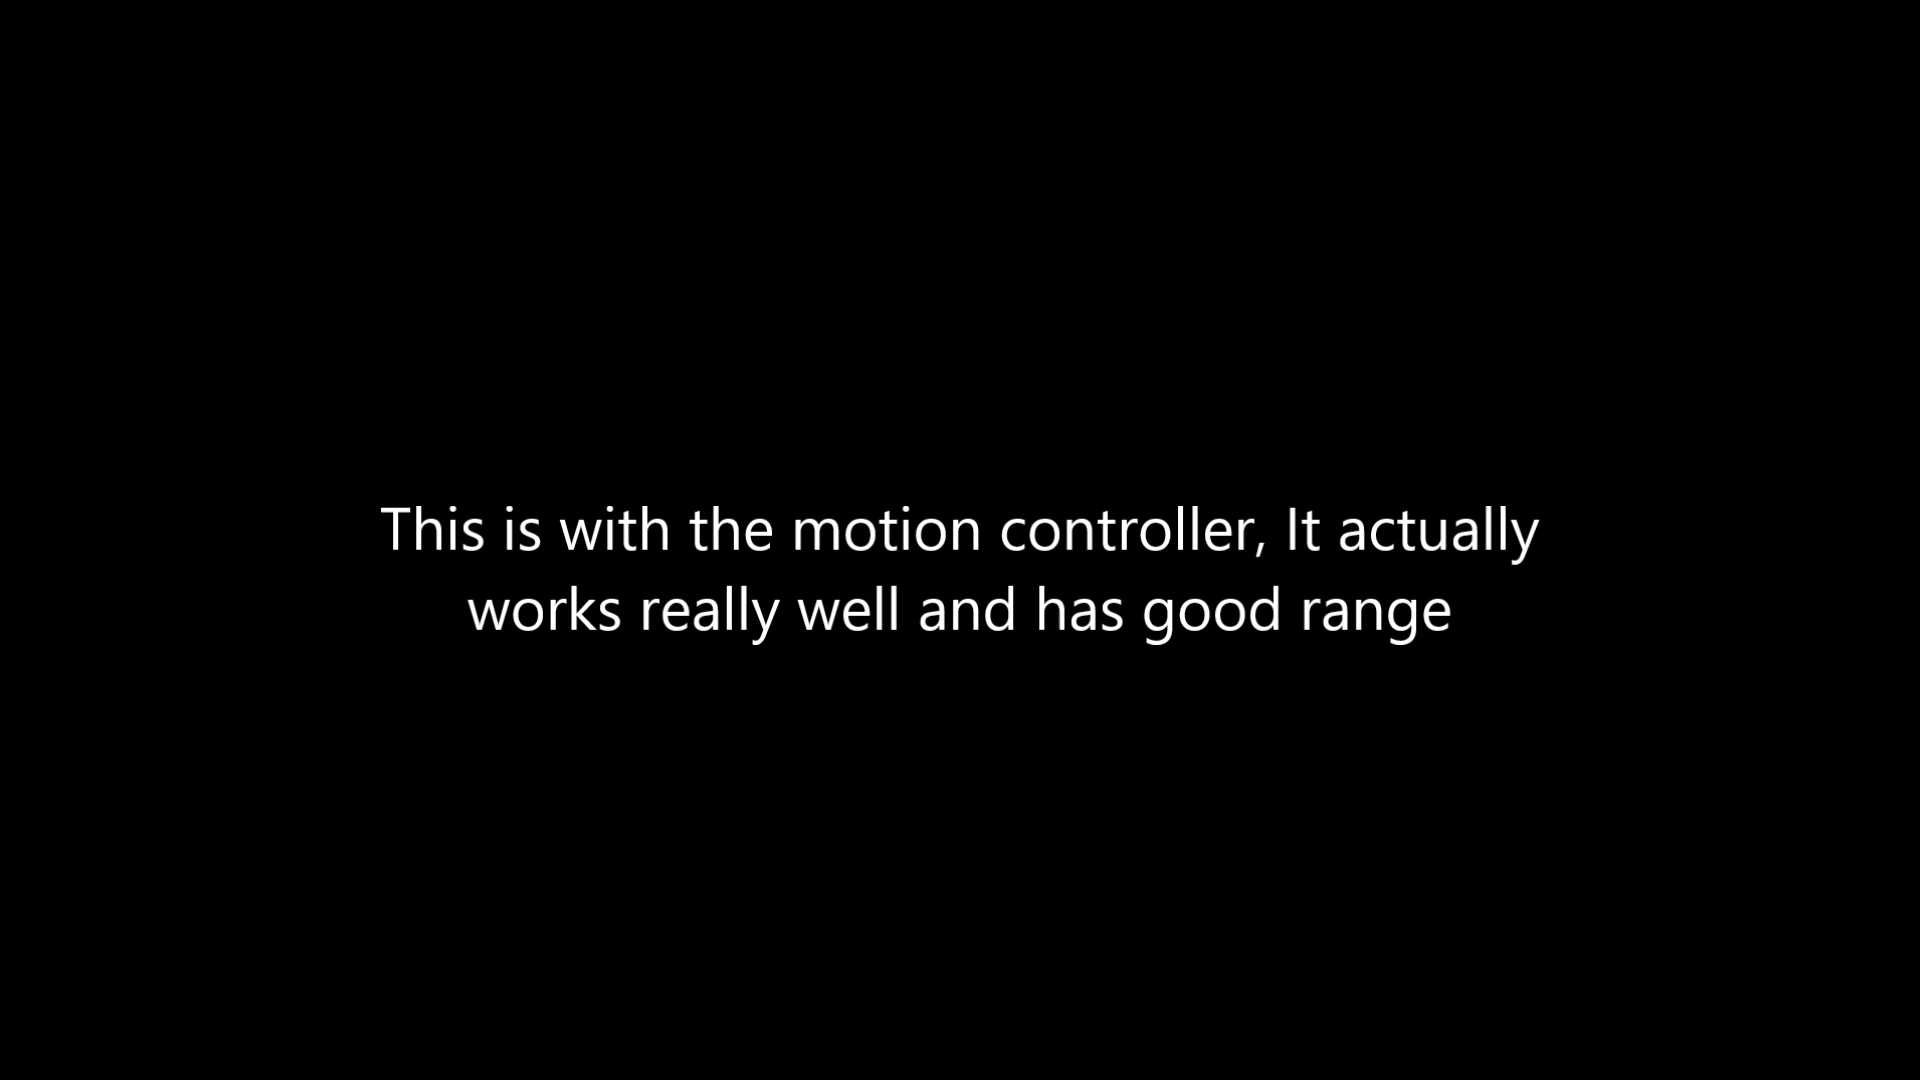 This is with the motion controller, It actually
works really well and has good range